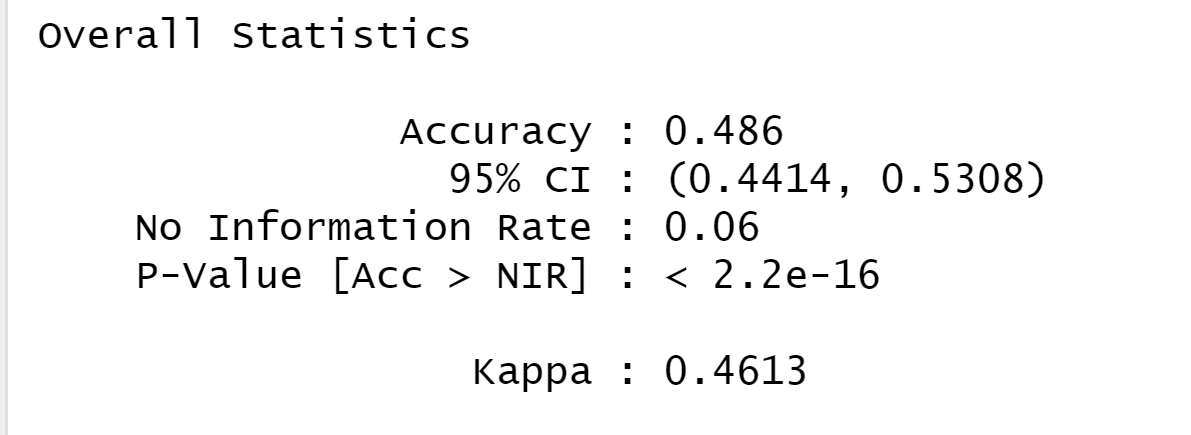 Overall Statistics
Accuracy : 0.486
95% CI : (0.4414, 0.5308)
No Information Rate : 0.06
P-Value [Acc > NIR] : < 2.2e-16
Kappa : 0.4613